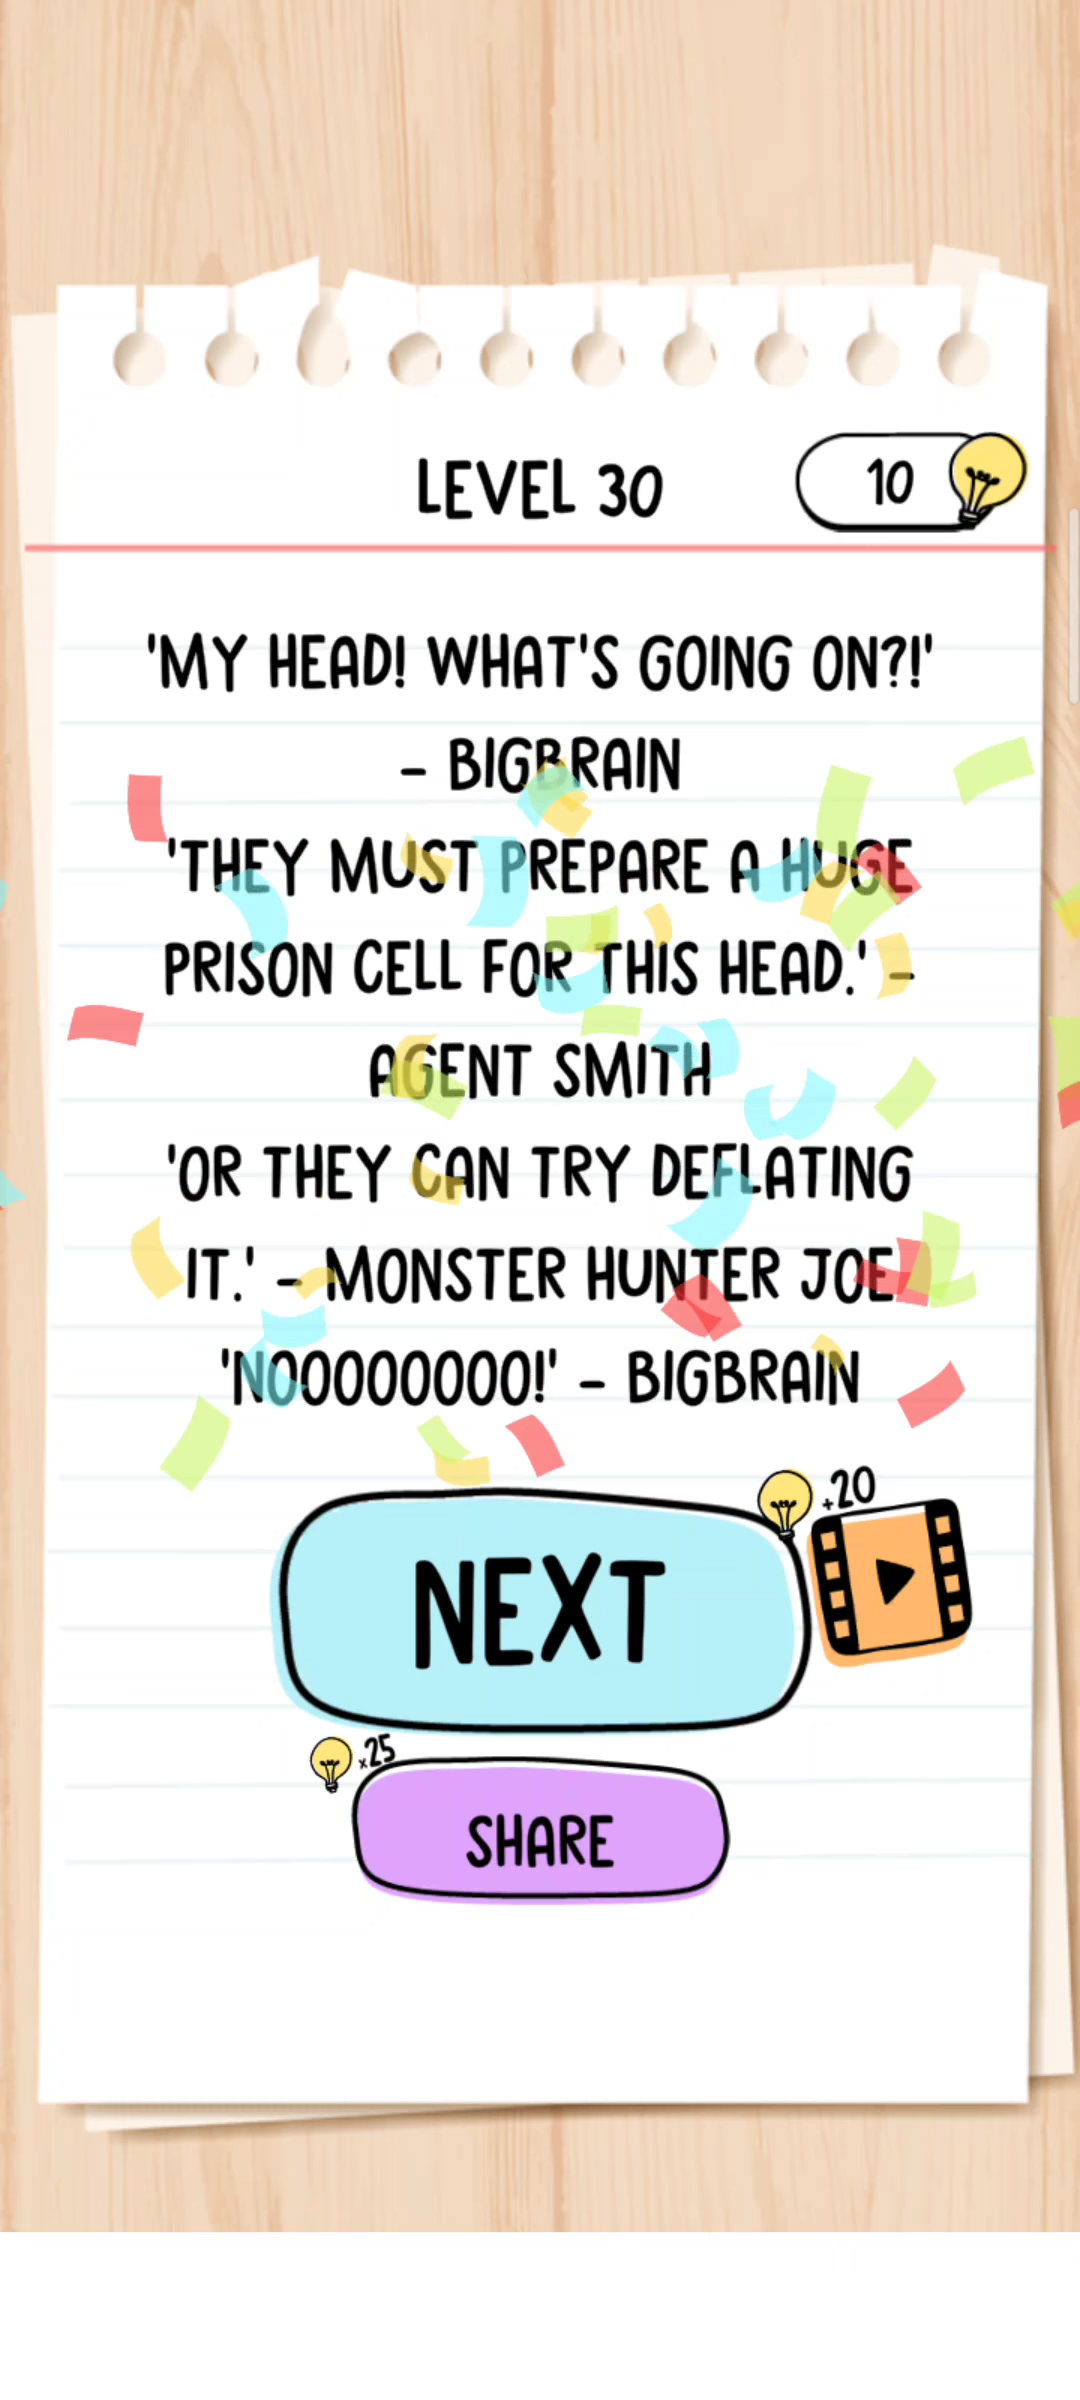 LEVEL 30
10
'MY HEAD! WHAT'S GOING ON?!'
- BIGBRAIN
'THEY MUST PREPARE A HUGE
PRISON CELL FOR THIS HEAD.' -
AGENT SMITH
'OR THEY CAN TRY DEFLATING
IT.' - MONSTER HUNTER JOE
'NOOOOOOOO!' - BIGBRAIN
+20
NEXT
x25
SHARE